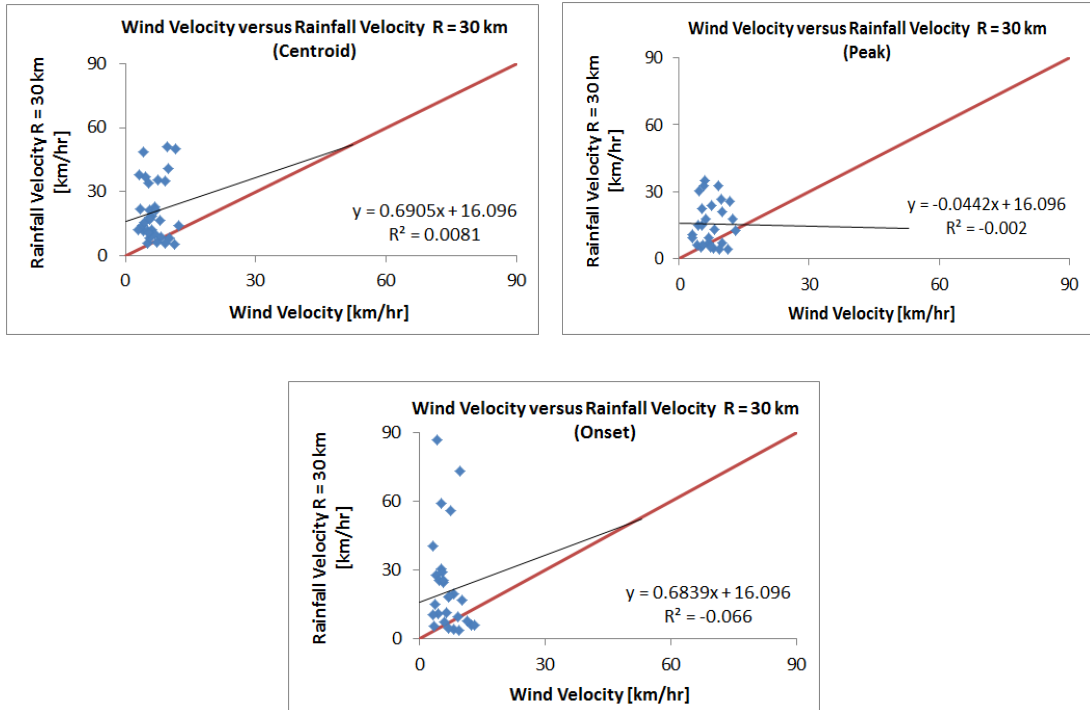 Wind Velocity versus Rainfall Velocity R = 30 km
(Centroid)
90
60
30
0
0
30
60
90
Rainfall Velocity R = 30 km
[km/hr]
y = 0.6905x + 16.096
R² = 0.0081
Wind Velocity [km/hr]
Wind Velocity versus Rainfall Velocity R = 30 km
(Peak)
90
60
30
0
0
30
60
90
Rainfall Velocity R = 30 km
[km/hr]
y = -0.0442x + 16.096
R² = -0.002
Wind Velocity [km/hr]
Wind Velocity versus Rainfall Velocity R = 30 km
(Onset)
90
60
30
0
0
30
60
90
Rainfall Velocity R = 30 km
[km/hr]
y = 0.6839x + 16.096
R² = -0.066
Wind Velocity [km/hr]